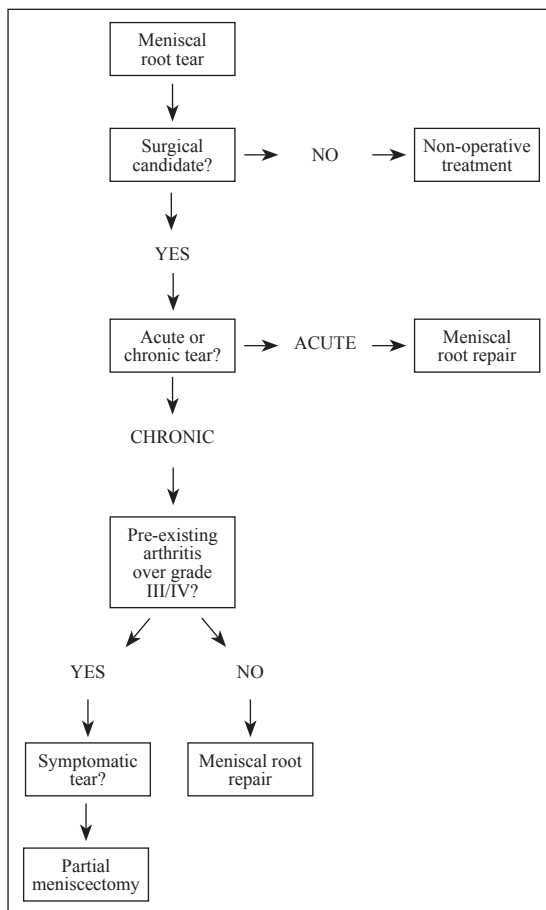 Meniscal
root tear
Surgical
candidate?
NO
Non-operative
treatment
YES
Acute or
chronic tear?
ACUTE
Meniscal
root repair
CHRONIC
Pre-existing
arthritis
over grade
III/IV?
YES
NO
Symptomatic
tear?
Meniscal root
repair
Partial
meniscectomy